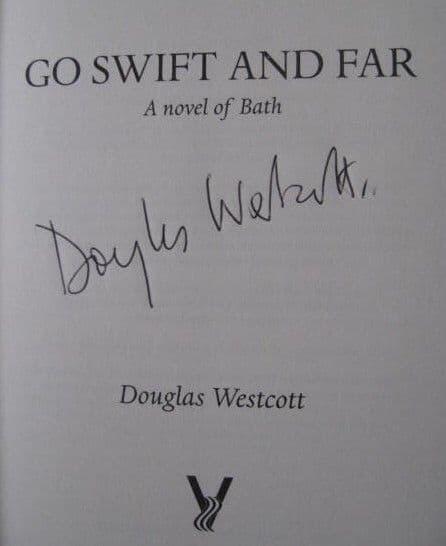 GO SWIFT AND FAR
A novel of Bath
Douglas Westcott
Douglas Westcott